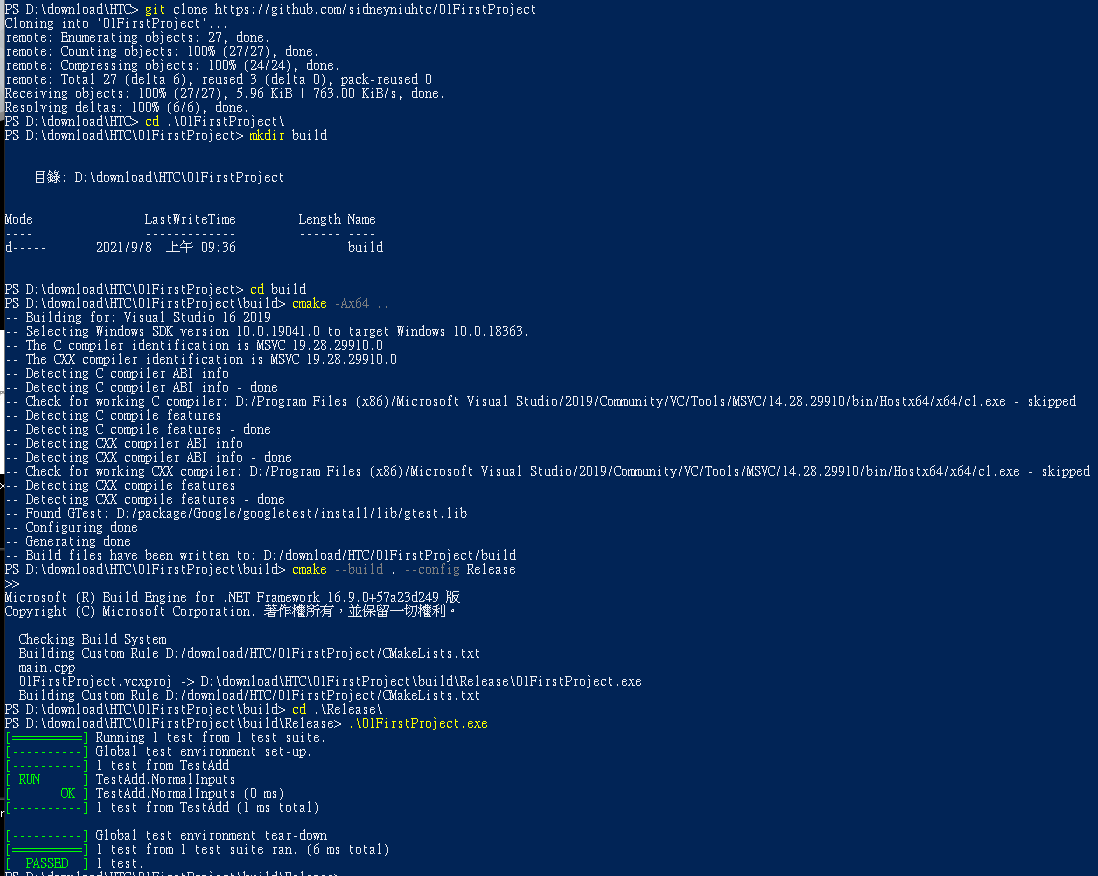 PS D:\download\HTC> git clone https://github.com/sidneyniuhtc/01FirstProject
Cloning into '01FirstProject'...
remote: Enumerating objects: 27, done.
remote: Counting objects: 100% (27/27), done.
remote: Compressing objects: 100% (24/24), done.
remote: Total 27 (delta 6), reused 3 (delta 0), pack-reused 0
Receiving objects: 100% (27/27), 5.96 KiB | 763.00 KiB/s, done.
Resolving deltas: 100% (6/6), done.
PS D:\download\HTC> cd .\01FirstProject\
PS D:\download\HTC\01FirstProject> mkdir build
目錄: D:\download\HTC\01FirstProject
Mode LastWriteTime Length Name
---- ------------- ------ ----
d----- 2021/9/8 上午 09:36 build
PS D:\download\HTC\01FirstProject> cd build
PS D:\download\HTC\01FirstProject\build> cmake -Ax64 ..
-- Building for: Visual Studio 16 2019
-- Selecting Windows SDK version 10.0.19041.0 to target Windows 10.0.18363.
-- The C compiler identification is MSVC 19.28.29910.0
-- The CXX compiler identification is MSVC 19.28.29910.0
-- Detecting C compiler ABI info
-- Detecting C compiler ABI info - done
-- Check for working C compiler: D:/Program Files (x86)/Microsoft Visual Studio/2019/Community/VC/Tools/MSVC/14.28.29910/bin/Hostx64/x64/cl.exe - skipped
-- Detecting C compile features
-- Detecting C compile features - done
-- Detecting CXX compiler ABI info
-- Detecting CXX compiler ABI info - done
-- Check for working CXX compiler: D:/Program Files (x86)/Microsoft Visual Studio/2019/Community/VC/Tools/MSVC/14.28.29910/bin/Hostx64/x64/cl.exe - skipped
-- Detecting CXX compile features
-- Detecting CXX compile features - done
-- Found GTest: D:/package/Google/googletest/install/lib/gtest.lib
-- Configuring done
-- Generating done
-- Build files have been written to: D:/download/HTC/01FirstProject/build
PS D:\download\HTC\01FirstProject\build> cmake --build . --config Release
>>
Microsoft (R) Build Engine for .NET Framework 16.9.0+57a23d249 版
Copyright (C) Microsoft Corporation. 著作權所有，並保留一切權利。
Checking Build System
Building Custom Rule D:/download/HTC/01FirstProject/CMakeLists.txt
main.cpp
01FirstProject.vcxproj -> D:\download\HTC\01FirstProject\build\Release\01FirstProject.exe
Building Custom Rule D:/download/HTC/01FirstProject/CMakeLists.txt
PS D:\download\HTC\01FirstProject\build> cd .\Release\
PS D:\download\HTC\01FirstProject\build\Release> .\01FirstProject.exe
[==========] Running 1 test from 1 test suite.
[----------] Global test environment set-up.
[----------] 1 test from TestAdd
[ RUN      ] TestAdd.NormalInputs
[       OK ] TestAdd.NormalInputs (0 ms)
[----------] 1 test from TestAdd (1 ms total)
[----------] Global test environment tear-down
[==========] 1 test from 1 test suite ran. (6 ms total)
[  PASSED  ] 1 test.
PS D:\download\HTC\01FirstProject\build\Release>